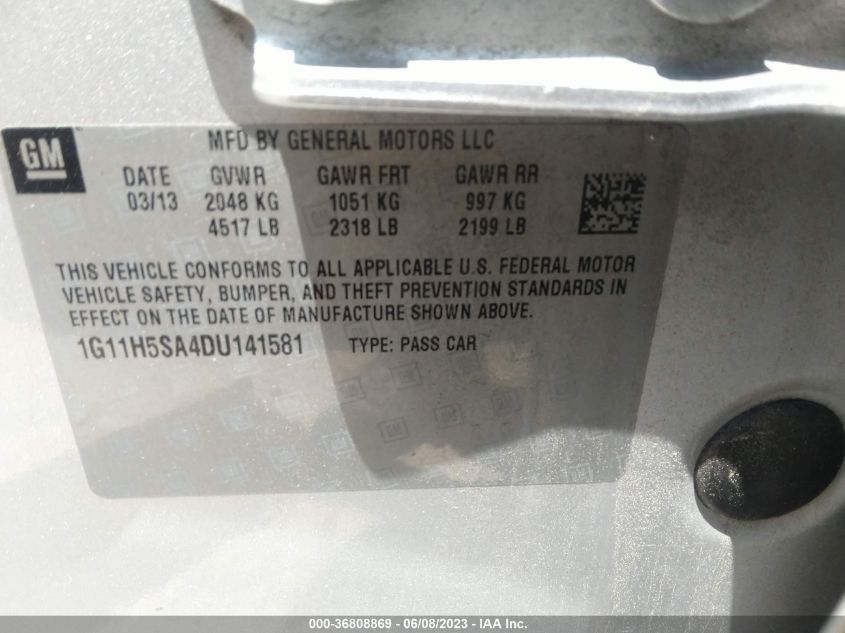 GM
MFD BY GENERAL MOTORS LLC
DATE GVWR GAWR FRT GAWR RR
03/13 2048 KG 1051 KG 997 KG
4517 LB 2318 LB 2199 LB
THIS VEHICLE CONFORMS TO ALL APPLICABLE U.S. FEDERAL MOTOR
VEHICLE SAFETY, BUMPER, AND THEFT PREVENTION STANDARDS IN
EFFECT ON THE DATE OF MANUFACTURE SHOWN ABOVE.
1G11H5SA4DU141581 TYPE: PASS CAR
000-36808869 - 06/08/2023 - IAA Inc.